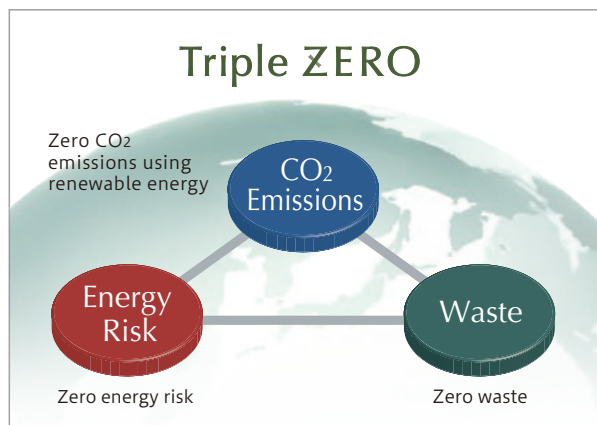 Triple ZERO
Zero CO2
emissions using
renewable energy
CO2
Emissions
Energy
Risk
Waste
Zero energy risk
Zero waste